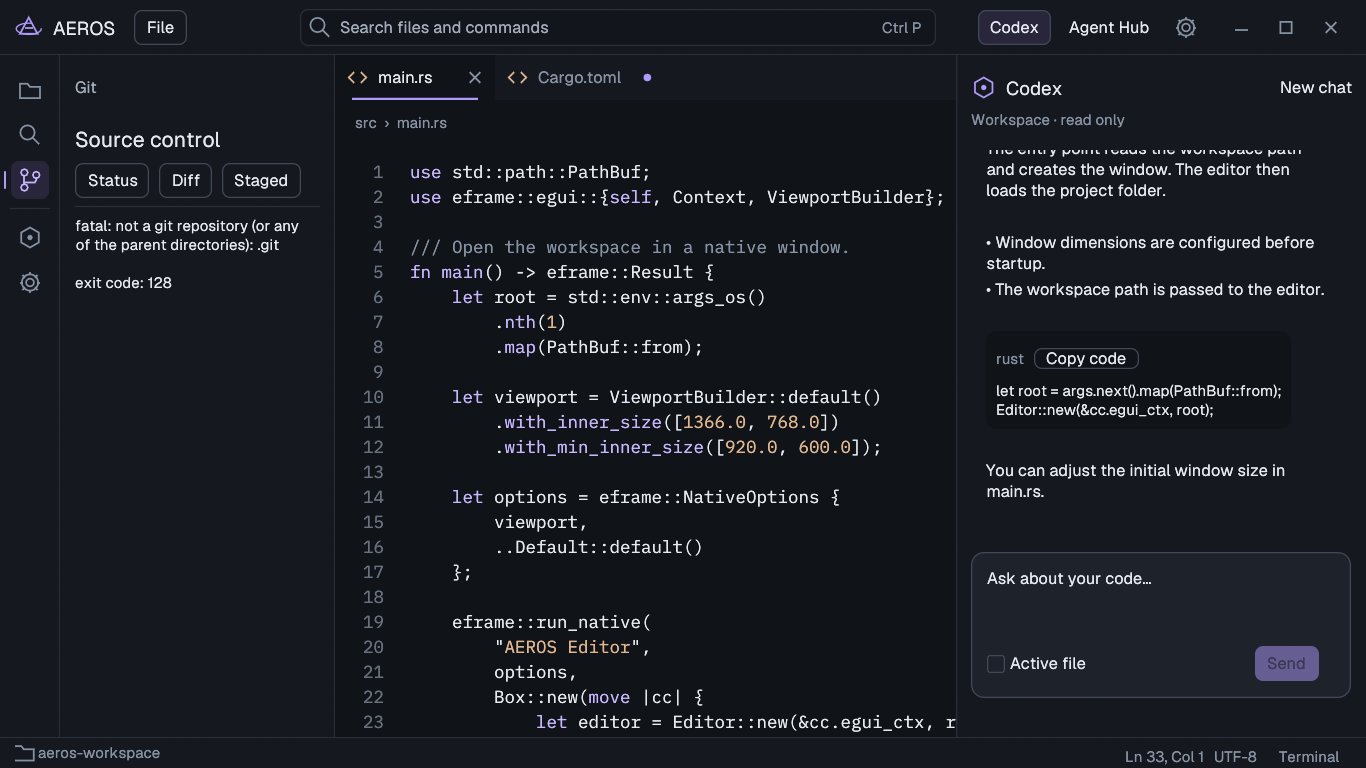 AEROS
File
Search files and commands
Ctrl P
Codex
Agent Hub
Git
Source control
Status
Diff
Staged
fatal: not a git repository (or any
of the parent directories): .git
exit code: 128
main.rs
Cargo.toml
src › main.rs
1 use std::path::PathBuf;
2 use eframe::egui::{self, Context, ViewportBuilder};
3
4 /// Open the workspace in a native window.
5 fn main() -> eframe::Result {
6     let root = std::env::args_os()
7         .nth(1)
8         .map(PathBuf::from);
9
10     let viewport = ViewportBuilder::default()
11         .with_inner_size([1366.0, 768.0])
12         .with_min_inner_size([920.0, 600.0]);
13
14     let options = eframe::NativeOptions {
15         viewport,
16         ..Default::default()
17     };
18
19     eframe::run_native(
20         "AEROS Editor",
21         options,
22         Box::new(move |cc| {
23             let editor = Editor::new(&cc.egui_ctx, r
Codex
New chat
Workspace · read only
The entry point reads the workspace path
and creates the window. The editor then
loads the project folder.
• Window dimensions are configured before
startup.
• The workspace path is passed to the editor.
rust
Copy code
let root = args.next().map(PathBuf::from);
Editor::new(&cc.egui_ctx, root);
You can adjust the initial window size in
main.rs.
Ask about your code…
Active file
Send
aeros-workspace
Ln 33, Col 1
UTF-8
Terminal